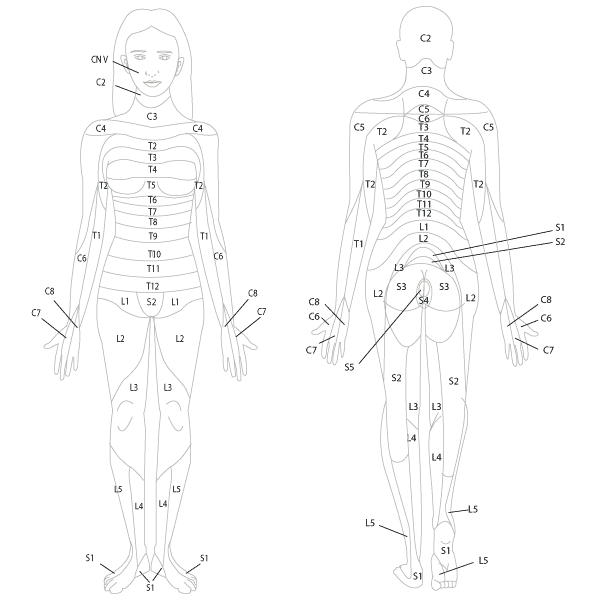 CN V
C2
C3
C4 C4
T2
T3
T4
T2 T5 T2
T6
T7
T8
T1 T9 T1
C6 T10 C6
T11
T12
C8 C8
C7 L1 S2 L1 C7
L2 L2
L3 L3
L5 L5
L4 L4
S1 S1
S1
C2
C3
C4
C5
C6
C5 T2 T3 T2 C5
T4
T5
T6
T7
T8
T2 T9 T2
T10
T11
T12
L1 S1
T1 L2 S2
L3 L3
S3 S3
L2 S4 L2
C8 C8
C6 C6
C7 C7
S5
S2 S2
L3 L3
L4
L4
L5
L5
S1
L5
S1